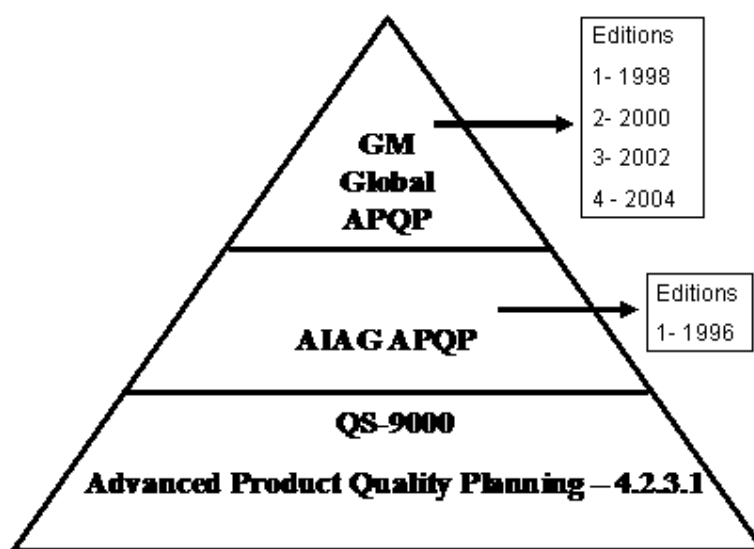 GM
Global
APQP
Editions
1- 1998
2- 2000
3- 2002
4 - 2004
AIAG APQP
Editions
1- 1996
QS-9000
Advanced Product Quality Planning – 4.2.3.1